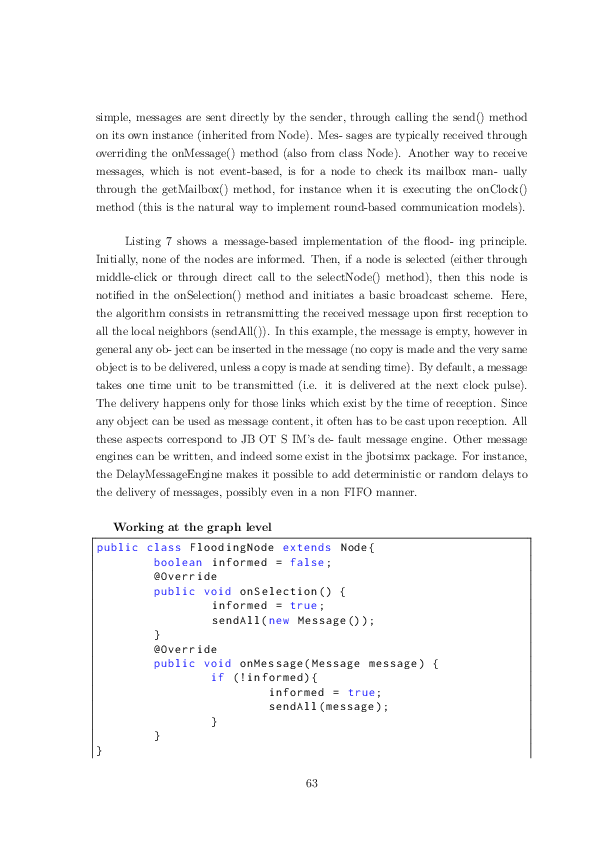 simple, messages are sent directly by the sender, through calling the send() method
on its own instance (inherited from Node). Mes- sages are typically received through
overriding the onMessage() method (also from class Node). Another way to receive
messages, which is not event-based, is for a node to check its mailbox man- ually
through the getMailbox() method, for instance when it is executing the onClock()
method (this is the natural way to implement round-based communication models).
Listing 7 shows a message-based implementation of the flood- ing principle.
Initially, none of the nodes are informed. Then, if a node is selected (either through
middle-click or through direct call to the selectNode() method), then this node is
notified in the onSelection() method and initiates a basic broadcast scheme. Here,
the algorithm consists in retransmitting the received message upon first reception to
all the local neighbors (sendAll()). In this example, the message is empty, however in
general any ob- ject can be inserted in the message (no copy is made and the very same
object is to be delivered, unless a copy is made at sending time). By default, a message
takes one time unit to be transmitted (i.e. it is delivered at the next clock pulse).
The delivery happens only for those links which exist by the time of reception. Since
any object can be used as message content, it often has to be cast upon reception. All
these aspects correspond to JB OT S IM's de- fault message engine. Other message
engines can be written, and indeed some exist in the jbotsimx package. For instance,
the DelayMessageEngine makes it possible to add deterministic or random delays to
the delivery of messages, possibly even in a non FIFO manner.
Working at the graph level
public class FloodingNode extends Node{
boolean informed = false;
@Override
public void onSelection() {
informed = true;
sendAll(new Message());
}
@Override
public void onMessage(Message message) {
if (!informed){
informed = true;
sendAll(message);
}
}
}
63